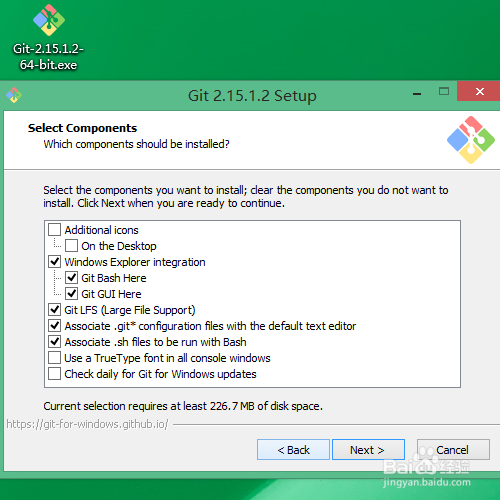 Git-2.15.1.2-
64-bit.exe
Git 2.15.1.2 Setup
Select Components
Which components should be installed?
Select the components you want to install; clear the components you do not want to
install. Click Next when you are ready to continue.
Additional icons
On the Desktop
Windows Explorer integration
Git Bash Here
Git GUI Here
Git LFS (Large File Support)
Associate .git* configuration files with the default text editor
Associate .sh files to be run with Bash
Use a TrueType font in all console windows
Check daily for Git for Windows updates
Current selection requires at least 226.7 MB of disk space.
https://git-for-windows.github.io/
< Back
Next >
Cancel
Baidu 经验
jingyan.baidu.com